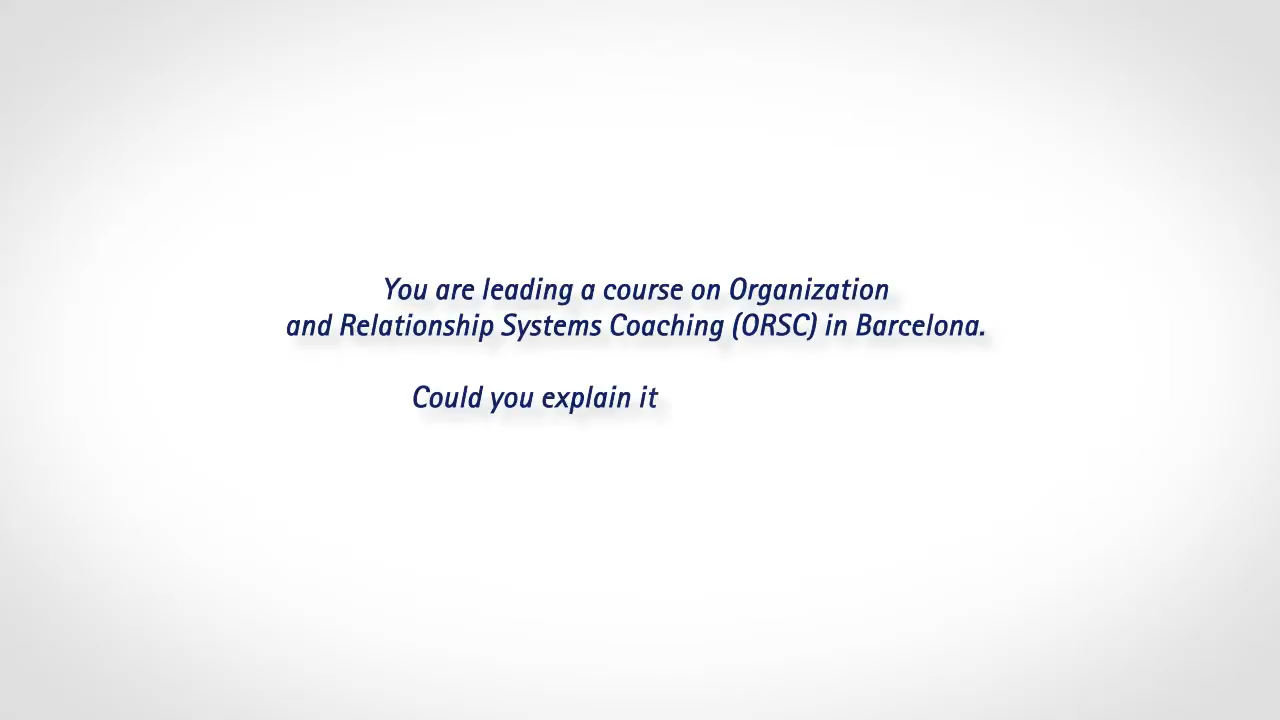 You are leading a course on Organization
and Relationship Systems Coaching (ORSC) in Barcelona.
Could you explain it